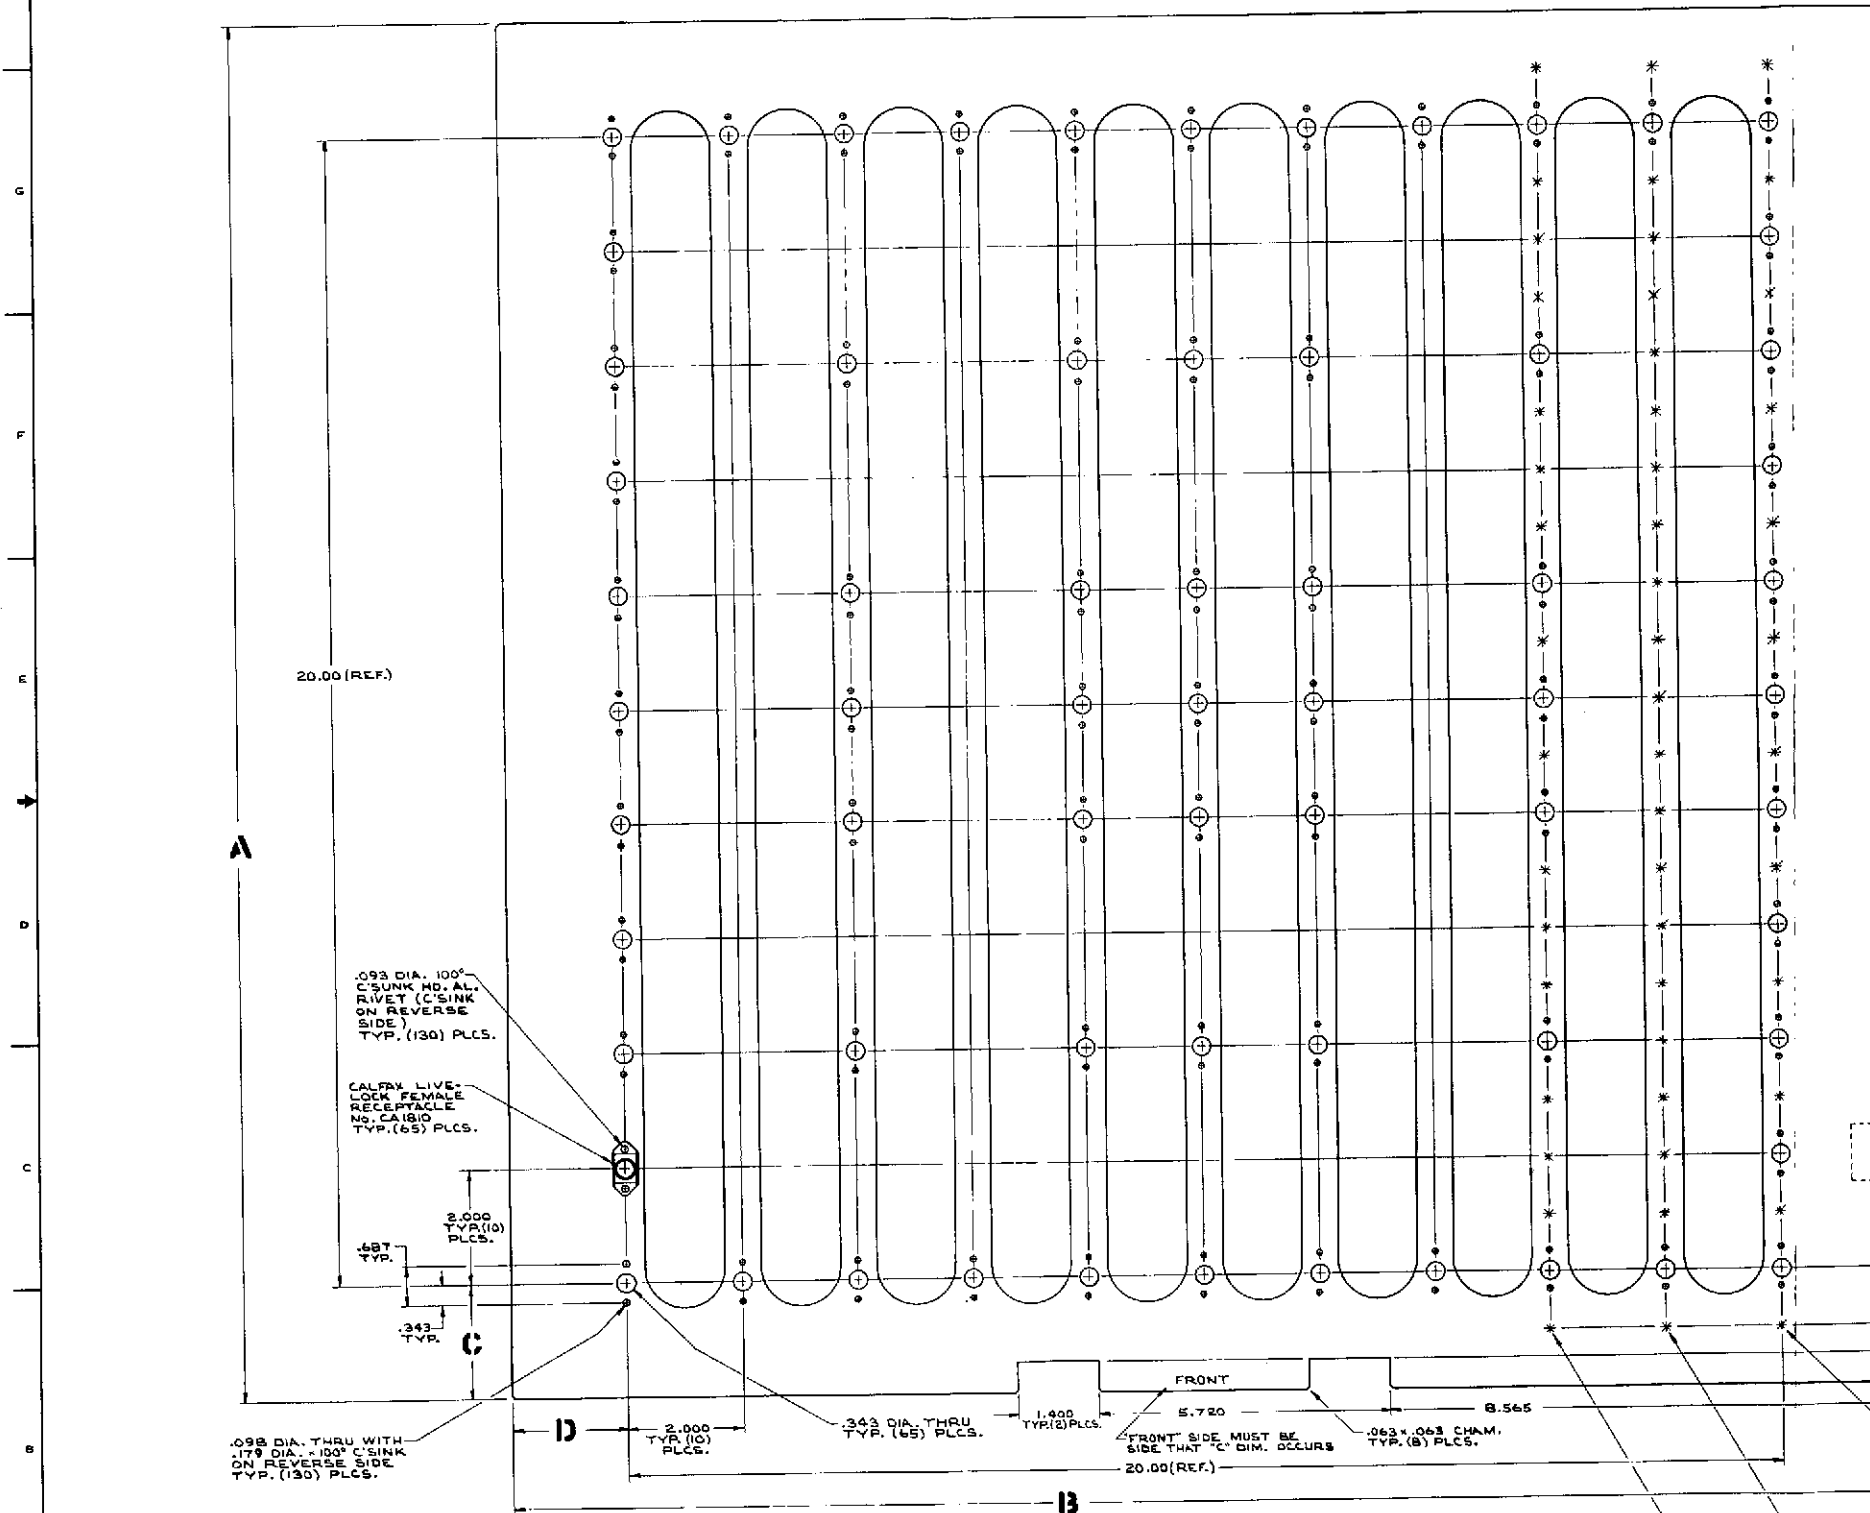 G
F
E
D
C
B
A
20.00 (REF.)
.093 DIA. 100°
C'SUNK HD. AL.
RIVET (C'SINK
ON REVERSE
SIDE)
TYP. (130) PLCS.
CALFAX LIVE-
LOCK FEMALE
RECEPTACLE
No. CA1810
TYP. (65) PLCS.
2.000
TYP. (10)
PLCS.
.687
TYP.
.343
TYP.
C
.098 DIA. THRU WITH
.179 DIA. x 100° C'SINK
ON REVERSE SIDE
TYP. (130) PLCS.
D
2.000
TYP. (10)
PLCS.
.343 DIA. THRU
TYP. (65) PLCS.
FRONT
1.400
TYP. (2) PLCS.
5.720
8.565
"FRONT" SIDE MUST BE
SIDE THAT "C" DIM. OCCURS
.063 x .063 CHAM.
TYP. (8) PLCS.
20.00 (REF.)
B